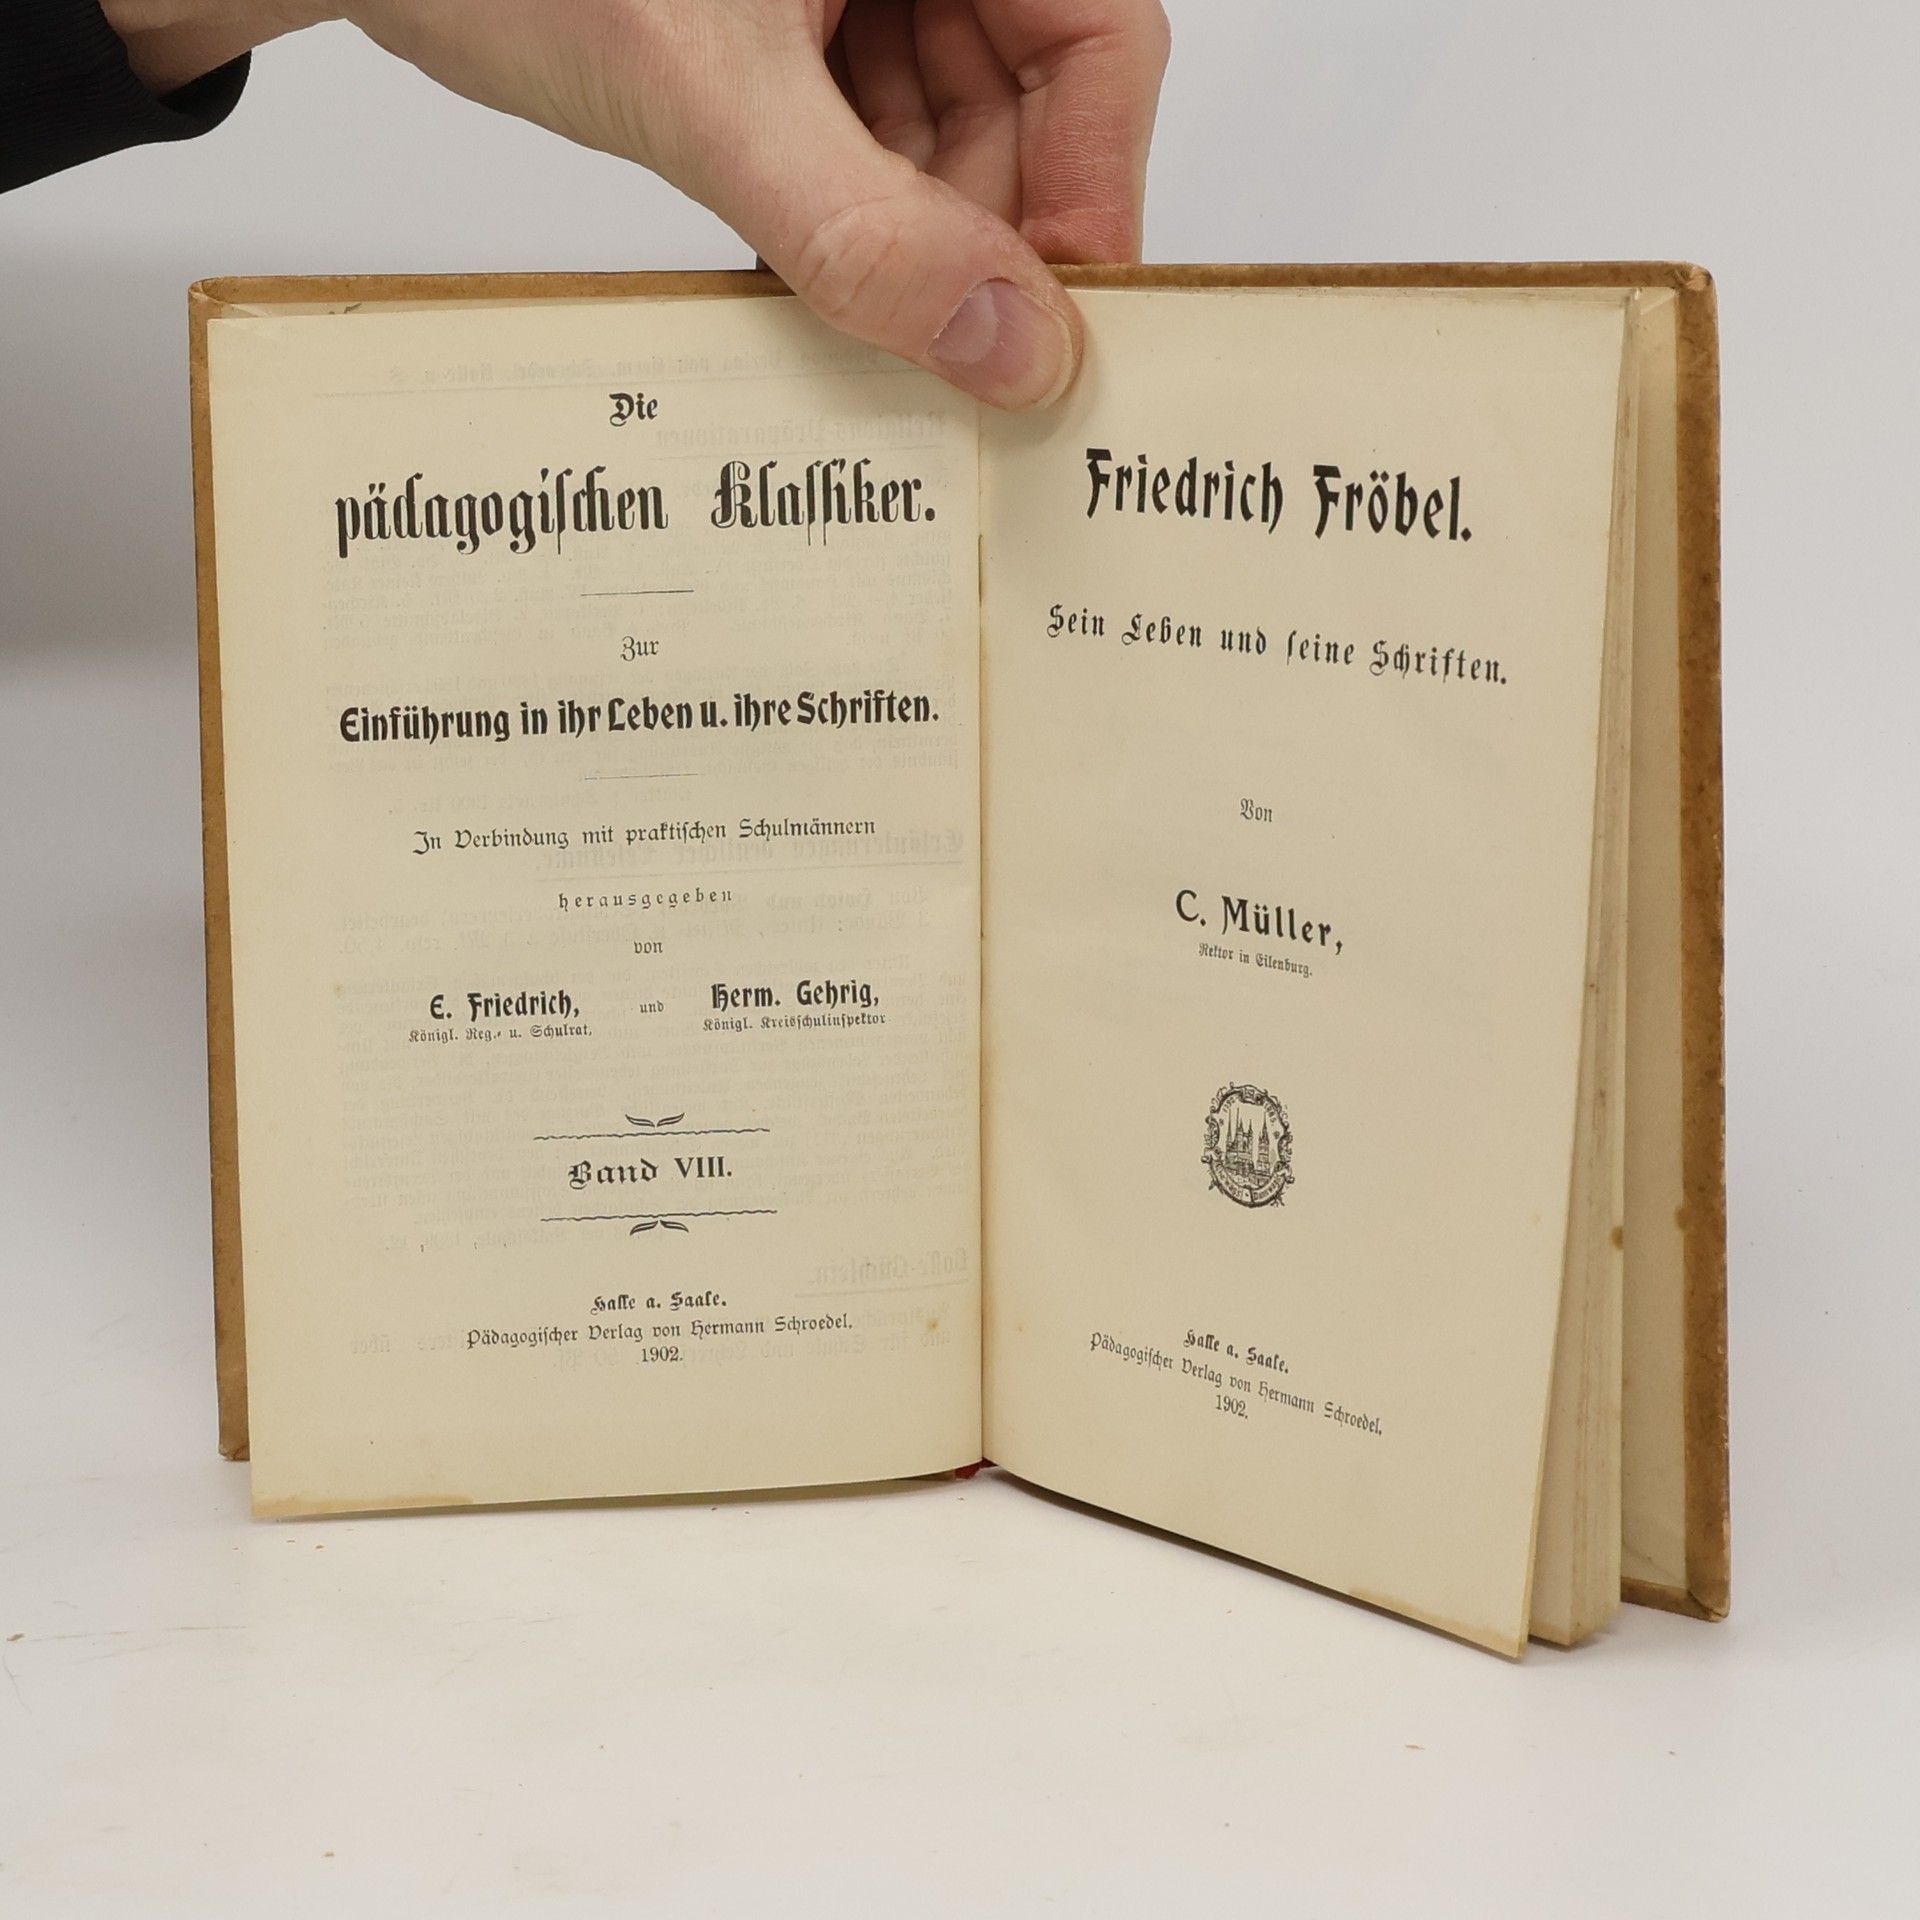 Die
pädagogiſchen Klaſſiker.
Zur
Einführung in ihr Leben u. ihre Schriften.
In Verbindung mit praktiſchen Schulmännern
herausgegeben
von
E. Friedrich, und Herm. Gehrig,
Königl. Reg.- u. Schulrat, Königl. Kreisſchulinſpektor
Band VIII.
Halle a. Saale.
Pädagogiſcher Verlag von Hermann Schroedel.
1902.
Friedrich Fröbel.
Sein Leben und ſeine Schriften.
Von
C. Müller,
Rektor in Eilenburg.
Halle a. Saale.
Pädagogiſcher Verlag von Hermann Schroedel.
1902.